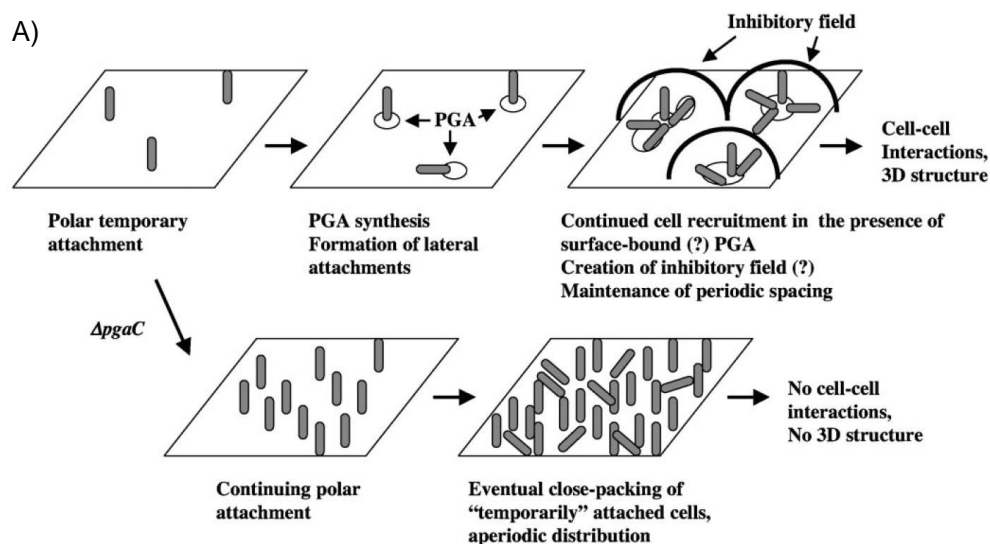 A)
Inhibitory field
PGA
Cell-cell
Interactions,
3D structure
Polar temporary
attachment
PGA synthesis
Formation of lateral
attachments
Continued cell recruitment in the presence of
surface-bound (?) PGA
Creation of inhibitory field (?)
Maintenance of periodic spacing
ΔpgaC
No cell-cell
interactions,
No 3D structure
Continuing polar
attachment
Eventual close-packing of
“temporarily” attached cells,
aperiodic distribution